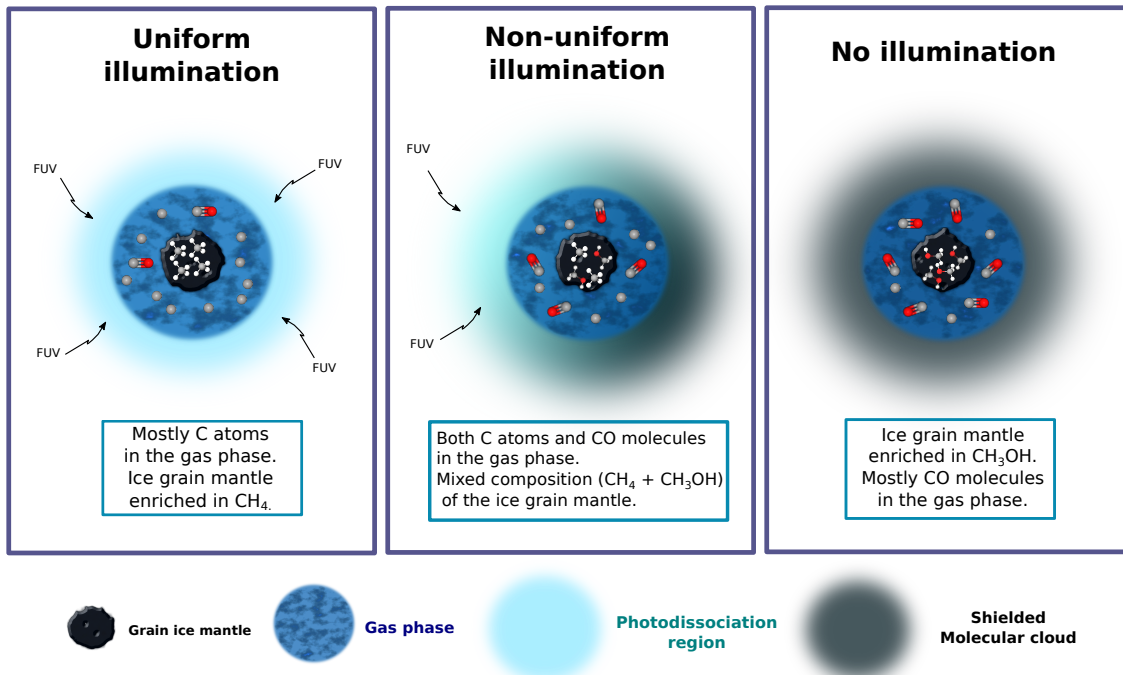 Uniform
illumination
FUV
FUV
FUV
FUV
Mostly C atoms
in the gas phase.
Ice grain mantle
enriched in CH₄.
Non-uniform
illumination
FUV
FUV
Both C atoms and CO molecules
in the gas phase.
Mixed composition (CH₄ + CH₃OH)
of the ice grain mantle.
No illumination
Ice grain mantle
enriched in CH₃OH.
Mostly CO molecules
in the gas phase.
Grain ice mantle
Gas phase
Photodissociation
region
Shielded
Molecular cloud